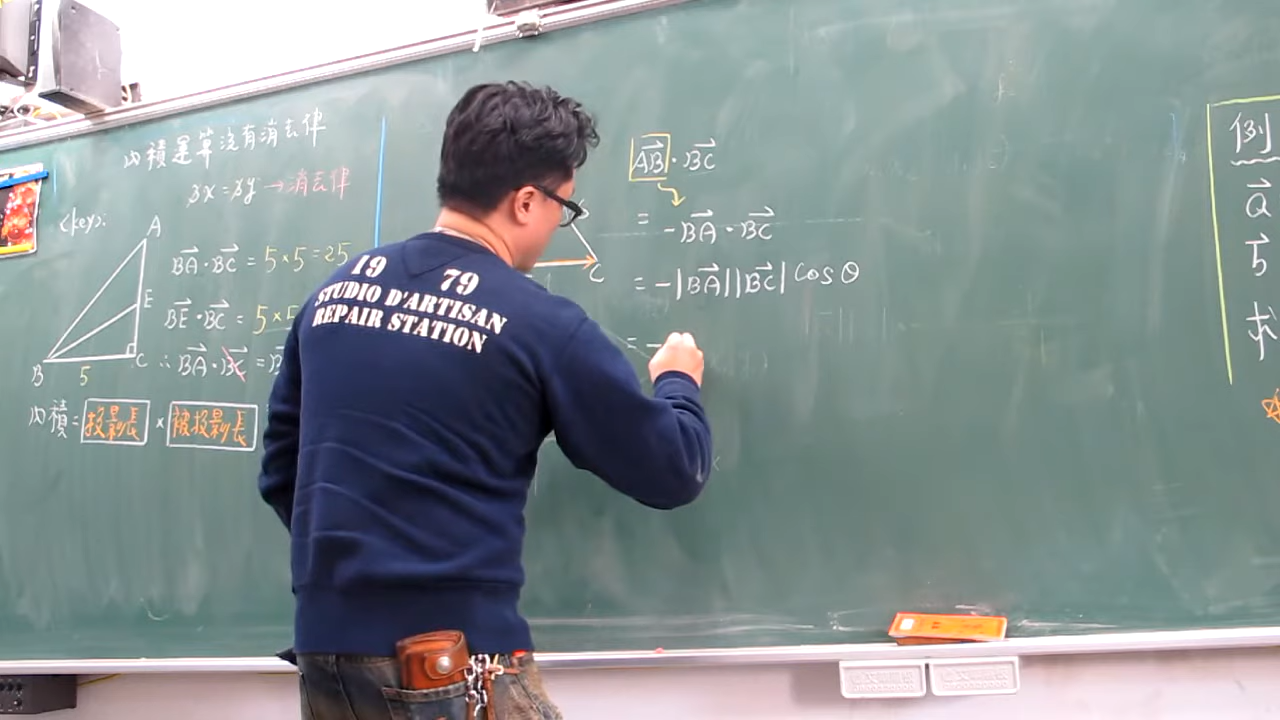 內積運算沒有消去律
3x=3y→消去律
<key>:
A
BA·BC = 5×5=25
E
BE·BC = 5×5
B
5
C
∴BA·BC = B
內積=投影長×被投影長
C
AB·BC
= -BA·BC
= -|BA||BC|cosθ
= -
19 79
STUDIO D'ARTISAN
REPAIR STATION
例
a
b
求